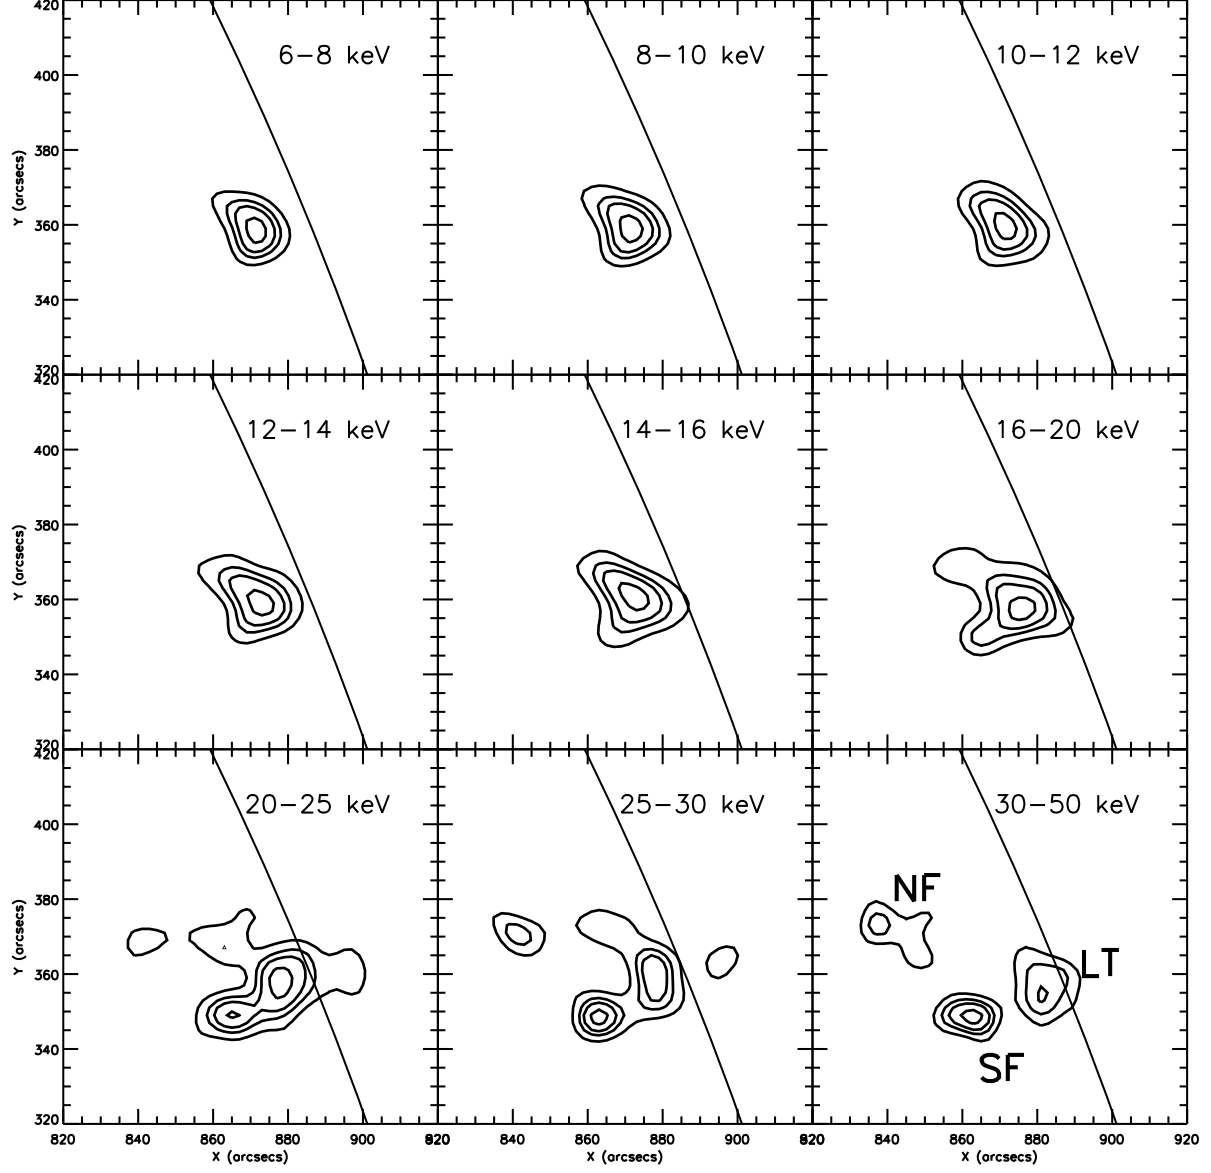 420
6−8 keV
8−10 keV
10−12 keV
400
380
Y (arcsecs)
360
340
320
420
12−14 keV
14−16 keV
16−20 keV
400
380
Y (arcsecs)
360
340
320
420
20−25 keV
25−30 keV
30−50 keV
400
380
NF
Y (arcsecs)
LT
360
340
SF
320
820 840 860 880 900 820 840 860 880 900 820 840 860 880 900 920
X (arcsecs) X (arcsecs) X (arcsecs)